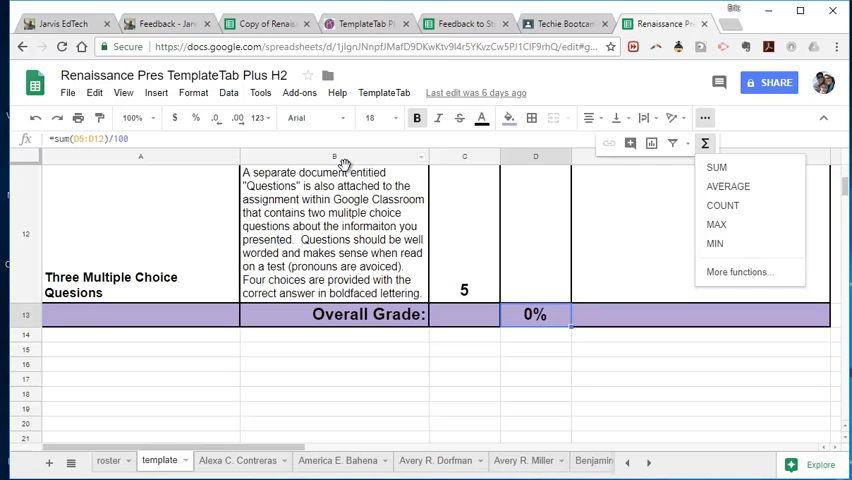 Jarvis EdTech
Feedback - Jan
Copy of Renais
TemplateTab Pl
Feedback to St
Techie Bootcam
Renaissance Pre
Secure
https://docs.google.com/spreadsheets/d/
Renaissance Pres TemplateTab Plus H2
File Edit View Insert Format Data Tools Add-ons Help TemplateTab
Last edit was 6 days ago
SHARE
100%
$ % .0 .00 123
Arial
18
B I S A
Σ
fx =sum(D5:D12)/100
A B C D
SUM
AVERAGE
COUNT
MAX
MIN
More functions...
12
A separate document entitled
"Questions" is also attached to the
assignment within Google Classroom
that contains two mulitple choice
questions about the informaiton you
presented. Questions should be well
worded and makes sense when read
on a test (pronouns are avoiced).
Four choices are provided with the
correct answer in boldfaced lettering.
Three Multiple Choice
Quesions
5
13
Overall Grade:
0%
14
15
16
17
18
19
20
21
roster
template
Alexa C. Contreras
America E. Bahena
Avery R. Dorfman
Avery R. Miller
Benjamin
Explore